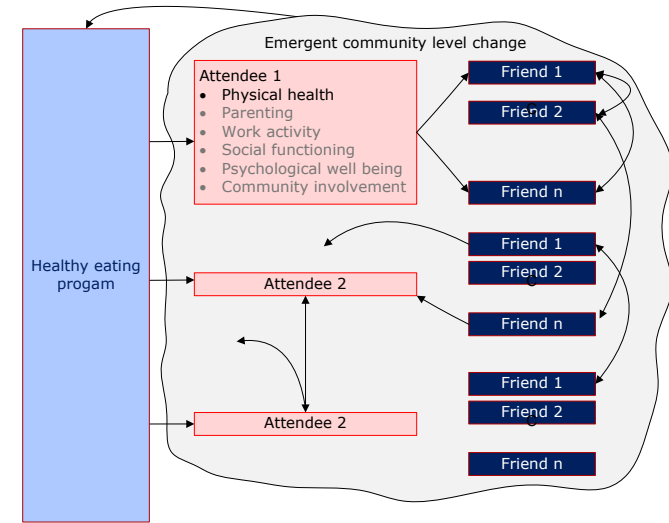 Emergent community level change
Attendee 1
• Physical health
• Parenting
• Work activity
• Social functioning
• Psychological well being
• Community involvement
Friend 1
Friend 2
Friend n
Healthy eating
progam
Attendee 2
Friend 1
Friend 2
Friend n
Attendee 2
Friend 1
Friend 2
Friend n